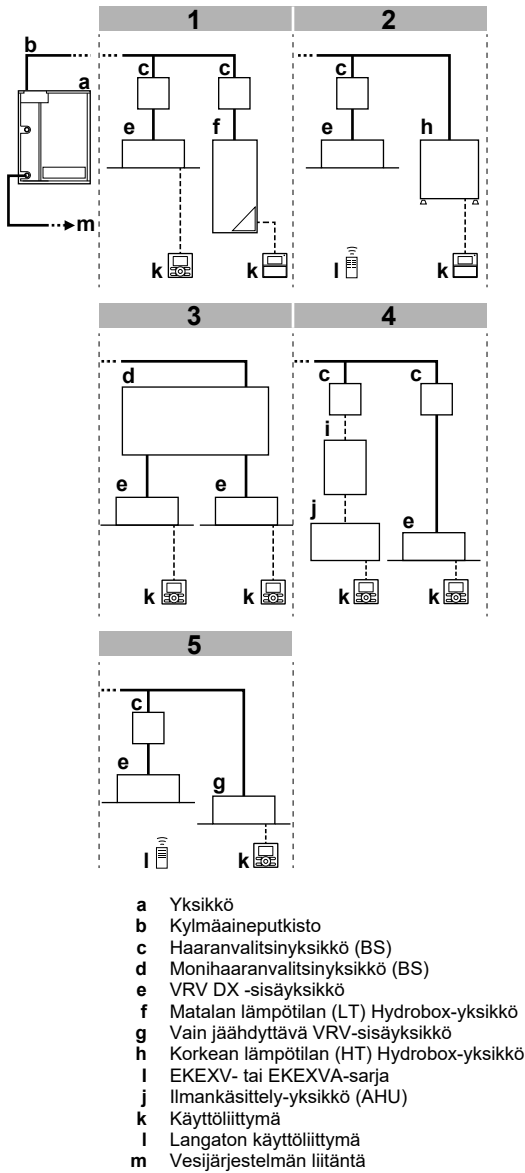 1
2
b
a
c
c
c
e
f
e
h
m
k
k
l
k
3
4
d
c
c
i
e
e
j
e
k
k
k
k
5
c
e
g
l
k
a Yksikkö
b Kylmäaineputkisto
c Haaranvalitsinyksikkö (BS)
d Monihaaranvalitsinyksikkö (BS)
e VRV DX -sisäyksikkö
f Matalan lämpötilan (LT) Hydrobox-yksikkö
g Vain jäähdyttävä VRV-sisäyksikkö
h Korkean lämpötilan (HT) Hydrobox-yksikkö
I EKEXV- tai EKEXVA-sarja
j Ilmankäsittely-yksikkö (AHU)
k Käyttöliittymä
l Langaton käyttöliittymä
m Vesijärjestelmän liitäntä